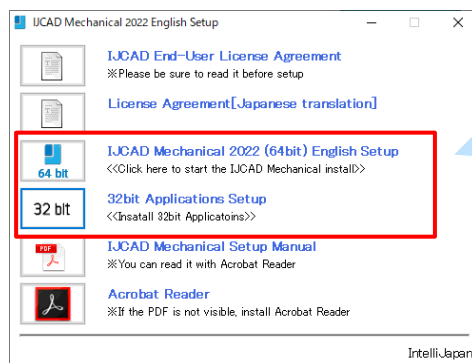 IJCAD Mechanical 2022 English Setup
IJCAD End-User License Agreement
※Please be sure to read it before setup
License Agreement[Japanese translation]
IJCAD Mechanical 2022 (64bit) English Setup
<<Click here to start the IJCAD Mechanical install>>
64 bit
32 bit
32bit Applications Setup
<<Insatall 32bit Applicatoins>>
PDF
IJCAD Mechanical Setup Manual
※You can read it with Acrobat Reader
Acrobat Reader
※If the PDF is not visible, install Acrobat Reader
IntelliJapan